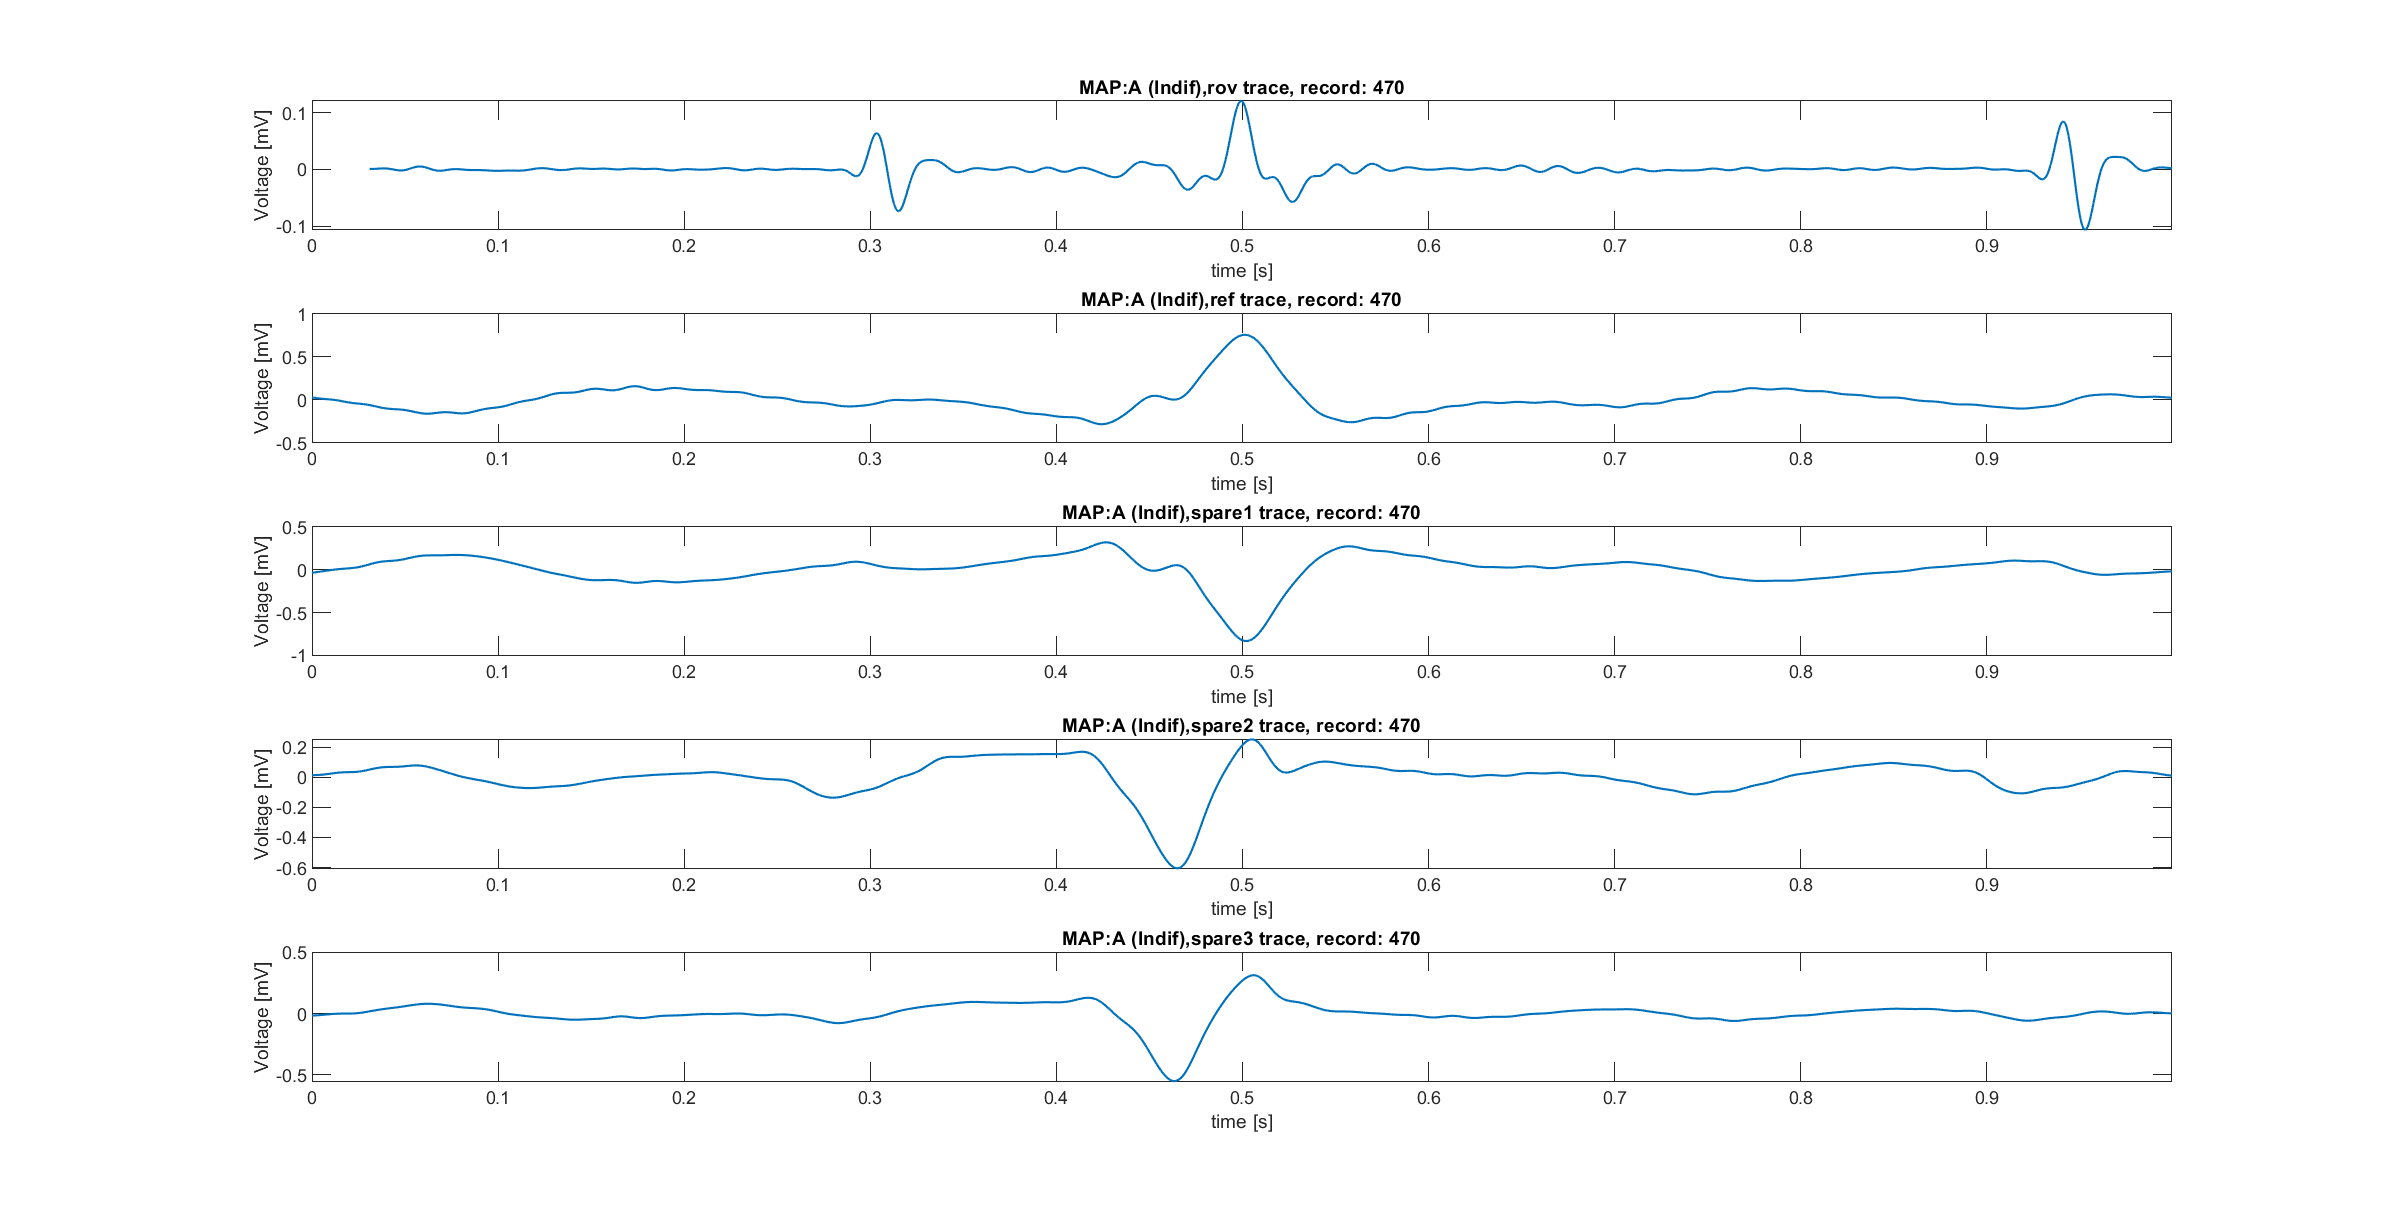 MAP:A (Indif),rov trace, record: 470
Voltage [mV]
0.1
0
-0.1
0 0.1 0.2 0.3 0.4 0.5 0.6 0.7 0.8 0.9
time [s]
MAP:A (Indif),ref trace, record: 470
Voltage [mV]
1
0.5
0
-0.5
0 0.1 0.2 0.3 0.4 0.5 0.6 0.7 0.8 0.9
time [s]
MAP:A (Indif),spare1 trace, record: 470
Voltage [mV]
0.5
0
-0.5
-1
0 0.1 0.2 0.3 0.4 0.5 0.6 0.7 0.8 0.9
time [s]
MAP:A (Indif),spare2 trace, record: 470
Voltage [mV]
0.2
0
-0.2
-0.4
-0.6
0 0.1 0.2 0.3 0.4 0.5 0.6 0.7 0.8 0.9
time [s]
MAP:A (Indif),spare3 trace, record: 470
Voltage [mV]
0.5
0
-0.5
0 0.1 0.2 0.3 0.4 0.5 0.6 0.7 0.8 0.9
time [s]